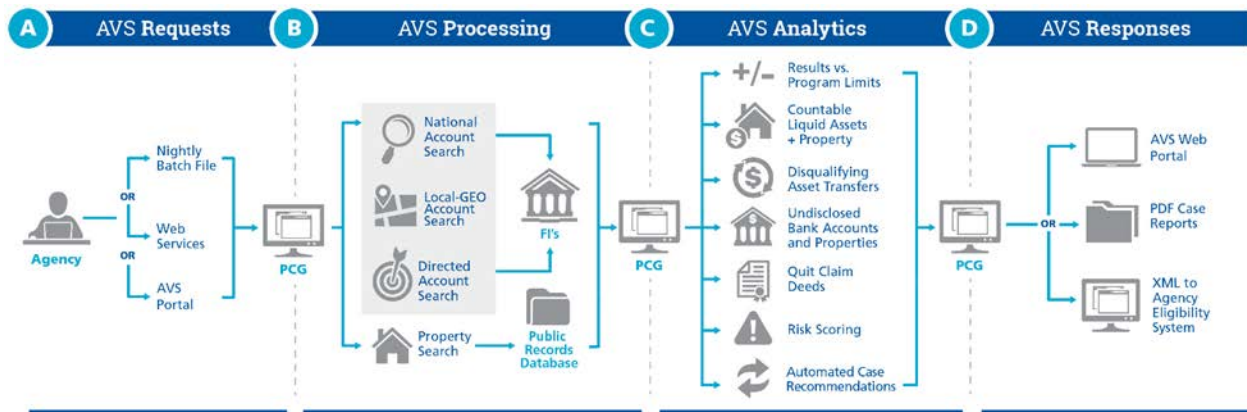 A
AVS Requests
B
AVS Processing
C
AVS Analytics
D
AVS Responses
Agency
OR
OR
Nightly
Batch File
Web
Services
AVS
Portal
PCG
National
Account
Search
Local-GEO
Account
Search
Directed
Account
Search
FI's
Property
Search
Public
Records
Database
PCG
+/-
Results vs.
Program Limits
$
Countable
Liquid Assets
+ Property
$
Disqualifying
Asset Transfers
$
Undisclosed
Bank Accounts
and Properties
Quit Claim
Deeds
Risk Scoring
Automated Case
Recommendations
PCG
OR
AVS Web
Portal
PDF Case
Reports
XML to
Agency
Eligibility
System